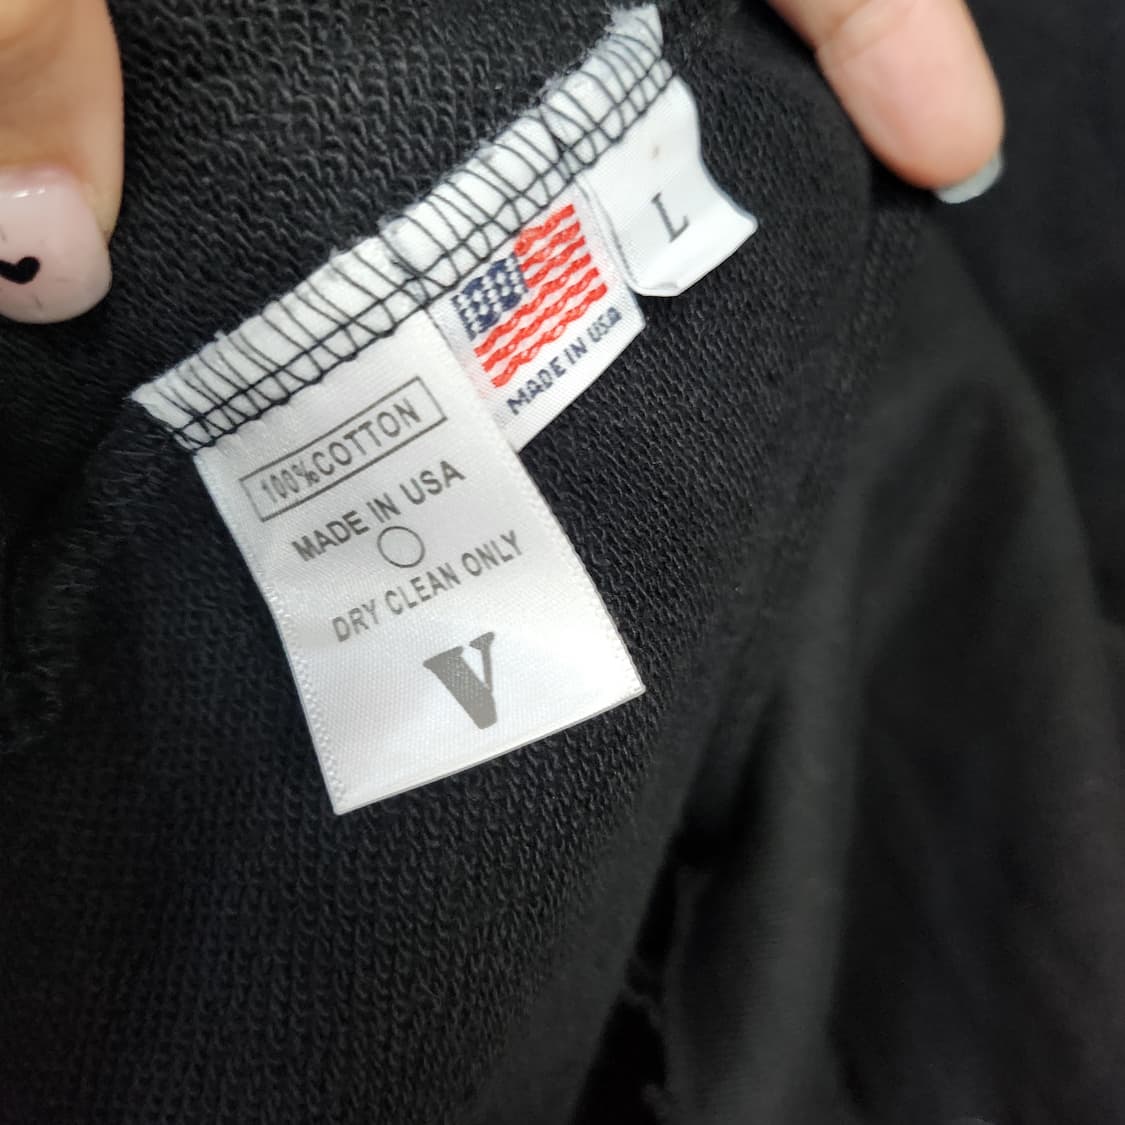 100%COTTON
MADE IN USA
DRY CLEAN ONLY
V
MADE IN USA
L